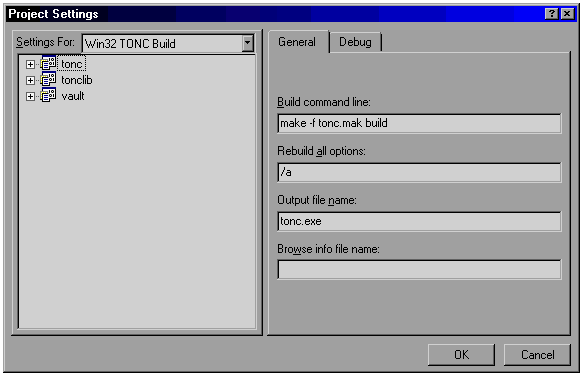 Project Settings
Settings For: Win32 TONC Build
tonc
tonclib
vault
General Debug
Build command line:
make -f tonc.mak build
Rebuild all options:
/a
Output file name:
tonc.exe
Browse info file name:
OK Cancel